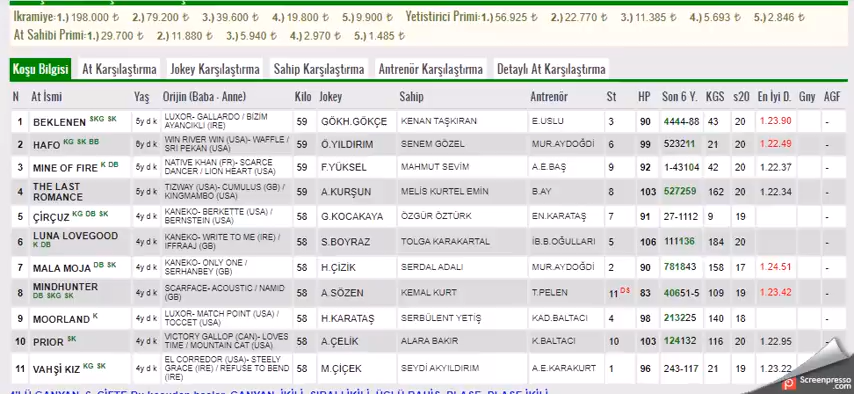 İkramiye: 1.) 198.000 ₺ 2.) 79.200 ₺ 3.) 39.600 ₺ 4.) 19.800 ₺ 5.) 9.900 ₺ Yetistirici Primi: 1.) 56.925 ₺ 2.) 22.770 ₺ 3.) 11.385 ₺ 4.) 5.693 ₺ 5.) 2.846 ₺
At Sahibi Primi: 1.) 29.700 ₺ 2.) 11.880 ₺ 3.) 5.940 ₺ 4.) 2.970 ₺ 5.) 1.485 ₺
Koşu Bilgisi At Karşılaştırma Jokey Karşılaştırma Sahip Karşılaştırma Antrenör Karşılaştırma Detaylı At Karşılaştırma
N At İsmi Yaş Orijin (Baba - Anne) Kilo Jokey Sahip Antrenör St HP Son 6 Y. KGS s20 En İyi D. Gny AGF
1 BEKLENEN SKG SK 5y d k LUXOR- GALLARDO / BİZİM AYANCIKLI (IRE) 59 GÖKH.GÖKÇE KENAN TAŞKIRAN E.USLU 3 90 4444-88 43 20 1.23.90 -
2 HAFO KG SK BB 8y d k WIN RIVER WIN (USA)- WAFFLE / SRI PEKAN (USA) 59 Ö.YILDIRIM SENEM GÖZEL MUR.AYDOĞDİ 6 99 523211 21 20 1.22.49 -
3 MINE OF FIRE K DB 5y d k NATIVE KHAN (FR)- SCARCE DANCER / LION HEART (USA) 59 F.YÜKSEL MAHMUT SEVİM A.E.BAŞ 9 92 1-43104 42 20 1.22.37 -
4 THE LAST ROMANCE 5y d k TIZWAY (USA)- CUMULUS (GB) / KINGMAMBO (USA) 59 A.KURŞUN MELİS KURTEL EMİN B.AY 8 103 527259 162 20 1.22.34 -
5 ÇİRÇUZ KG DB SK 4y d k KANEKO- BERKETTE (USA) / BERNSTEIN (USA) 58 G.KOCAKAYA ÖZGÜR ÖZTÜRK EN.KARATAŞ 7 91 27-1112 9 19 -
6 LUNA LOVEGOOD K DB 4y d k KANEKO- WRITE TO ME (IRE) / IFFRAAJ (GB) 58 S.BOYRAZ TOLGA KARAKARTAL İB.B.OĞULLARI 5 106 111136 184 20 -
7 MALA MOJA DB SK 4y d k KANEKO- ONLY ONE / SERHANBEY (GB) 58 H.ÇİZİK SERDAL ADALI MUR.AYDOĞDİ 2 90 781843 158 17 1.24.51 -
8 MINDHUNTER DB SKG SK 4y d k SCARFACE- ACOUSTIC / NAMID (GB) 58 A.SÖZEN KEMAL KURT T.PELEN 11 DS 83 40651-5 109 19 1.23.42 -
9 MOORLAND K 4y d k LUXOR- MATCH POINT (USA) / TOCCET (USA) 58 H.KARATAŞ SERBÜLENT YETİŞ KAD.BALTACI 4 98 213225 140 18 -
10 PRIOR SK 4y d k VICTORY GALLOP (CAN)- LOVES TIME / MOUNTAIN CAT (USA) 58 A.ÇELİK ALARA BAKIR K.BALTACI 10 103 124132 116 20 1.22.95 -
11 VAHŞİ KIZ KG SK 4y d k EL CORREDOR (USA)- STEELY GRACE (IRE) / REFUSE TO BEND (IRE) 58 M.ÇİÇEK SEYDİ AKYILDIRIM A.E.KARAKURT 1 96 243-117 21 19 1.23.22
Screenpresso.com